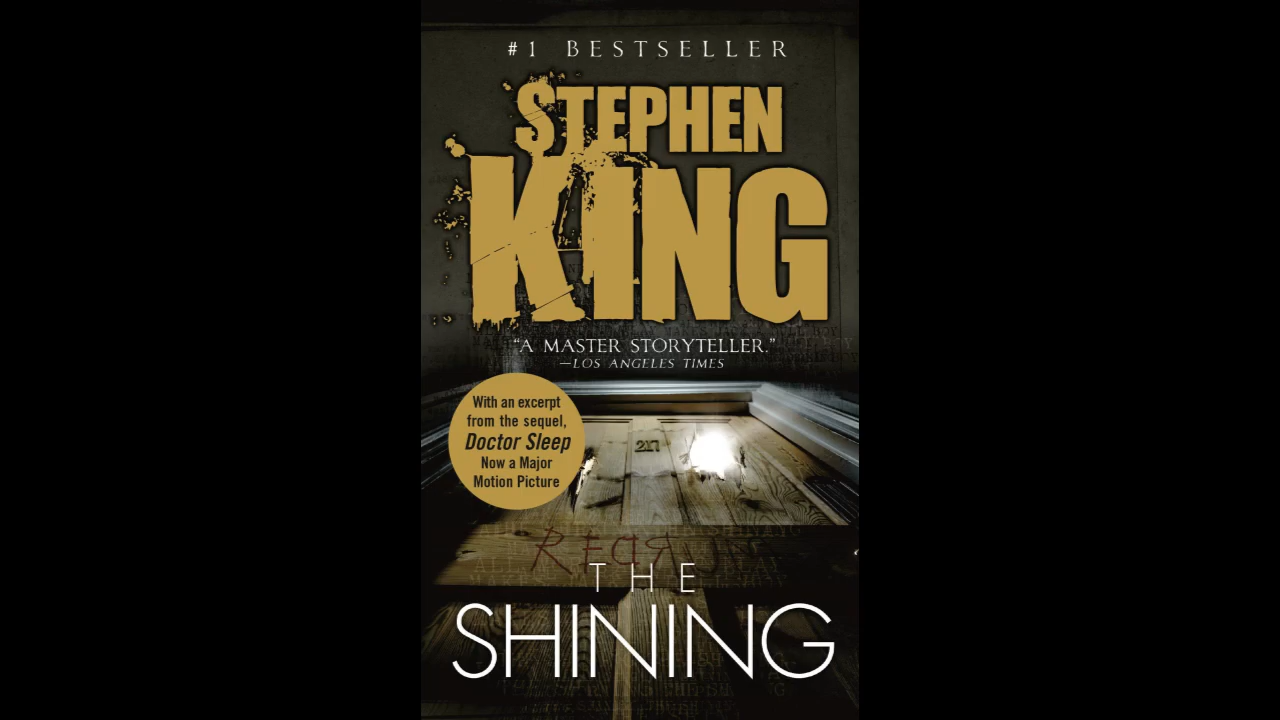 #1 BESTSELLER
STEPHEN
KING
“A MASTER STORYTELLER.”
—LOS ANGELES TIMES
With an excerpt
from the sequel,
Doctor Sleep
Now a Major
Motion Picture
217
REDRUM
THE
SHINING